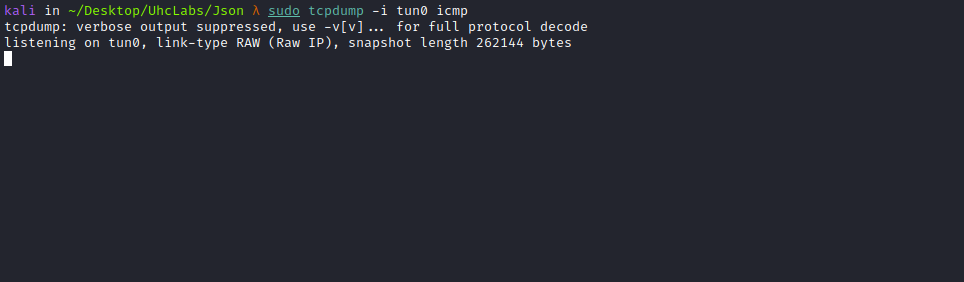 kali in ~/Desktop/UhcLabs/Json λ sudo tcpdump -i tun0 icmp
tcpdump: verbose output suppressed, use -v[v]... for full protocol decode
listening on tun0, link-type RAW (Raw IP), snapshot length 262144 bytes